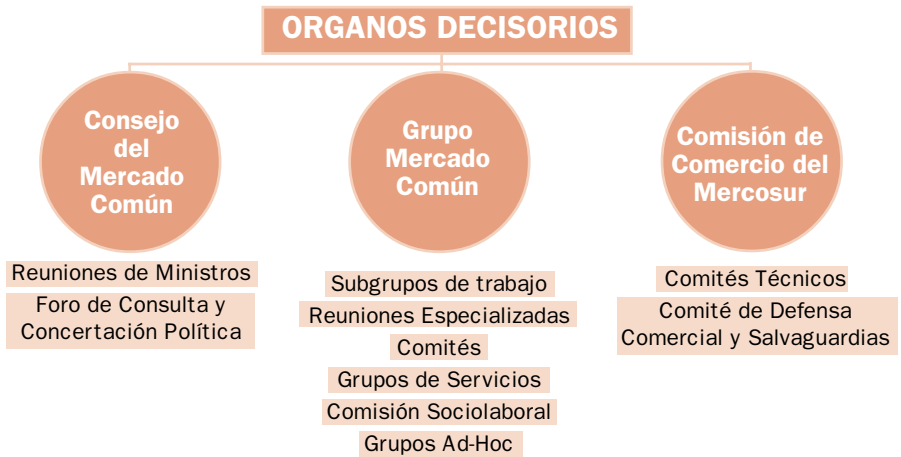 ORGANOS DECISORIOS
Consejo
del
Mercado
Común
Reuniones de Ministros
Foro de Consulta y
Concertación Política
Grupo
Mercado
Común
Subgrupos de trabajo
Reuniones Especializadas
Comités
Grupos de Servicios
Comisión Sociolaboral
Grupos Ad-Hoc
Comisión de
Comercio del
Mercosur
Comités Técnicos
Comité de Defensa
Comercial y Salvaguardias